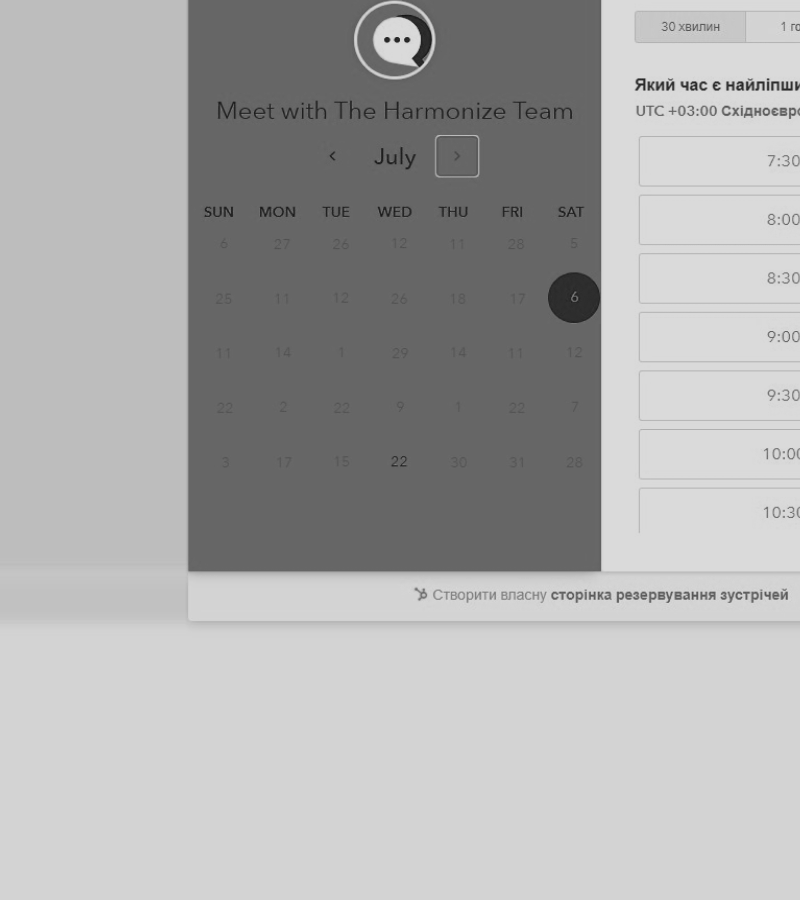 Meet with The Harmonize Team
July
SUN MON TUE WED THU FRI SAT
6 27 26 12 11 28 5
25 11 12 26 18 17 6
11 14 1 29 14 11 12
22 2 22 9 1 22 7
3 17 15 22 30 31 28
30 хвилин 1 го
Який час є найліпши
UTC +03:00 Східноєвро
7:30
8:00
8:30
9:00
9:30
10:00
10:30
Створити власну сторінка резервування зустрічей